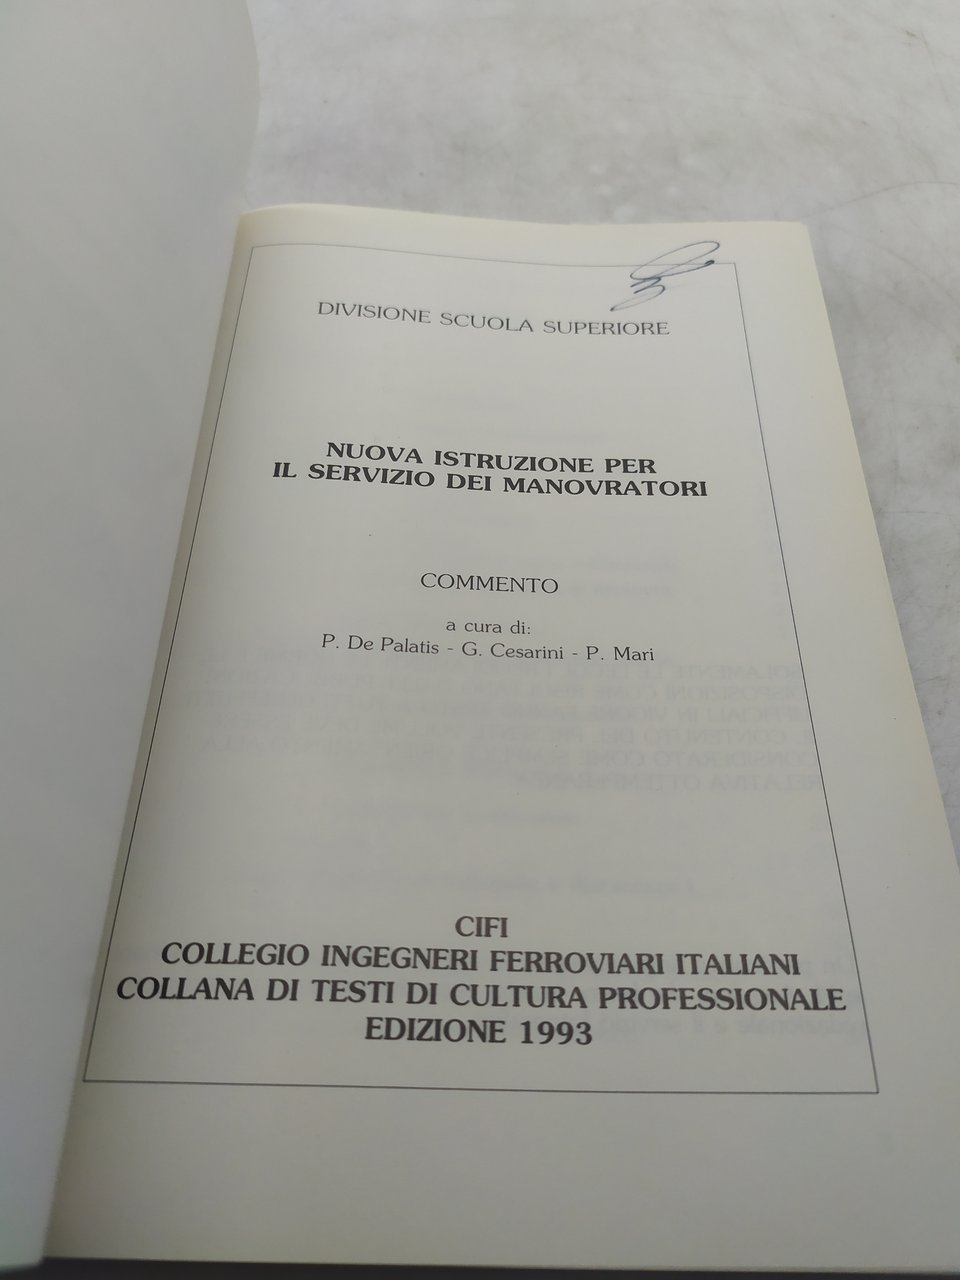 DIVISIONE SCUOLA SUPERIORE
NUOVA ISTRUZIONE PER
IL SERVIZIO DEI MANOVRATORI
COMMENTO
a cura di:
P. De Palatis - G. Cesarini - P. Mari
CIFI
COLLEGIO INGEGNERI FERROVIARI ITALIANI
COLLANA DI TESTI DI CULTURA PROFESSIONALE
EDIZIONE 1993